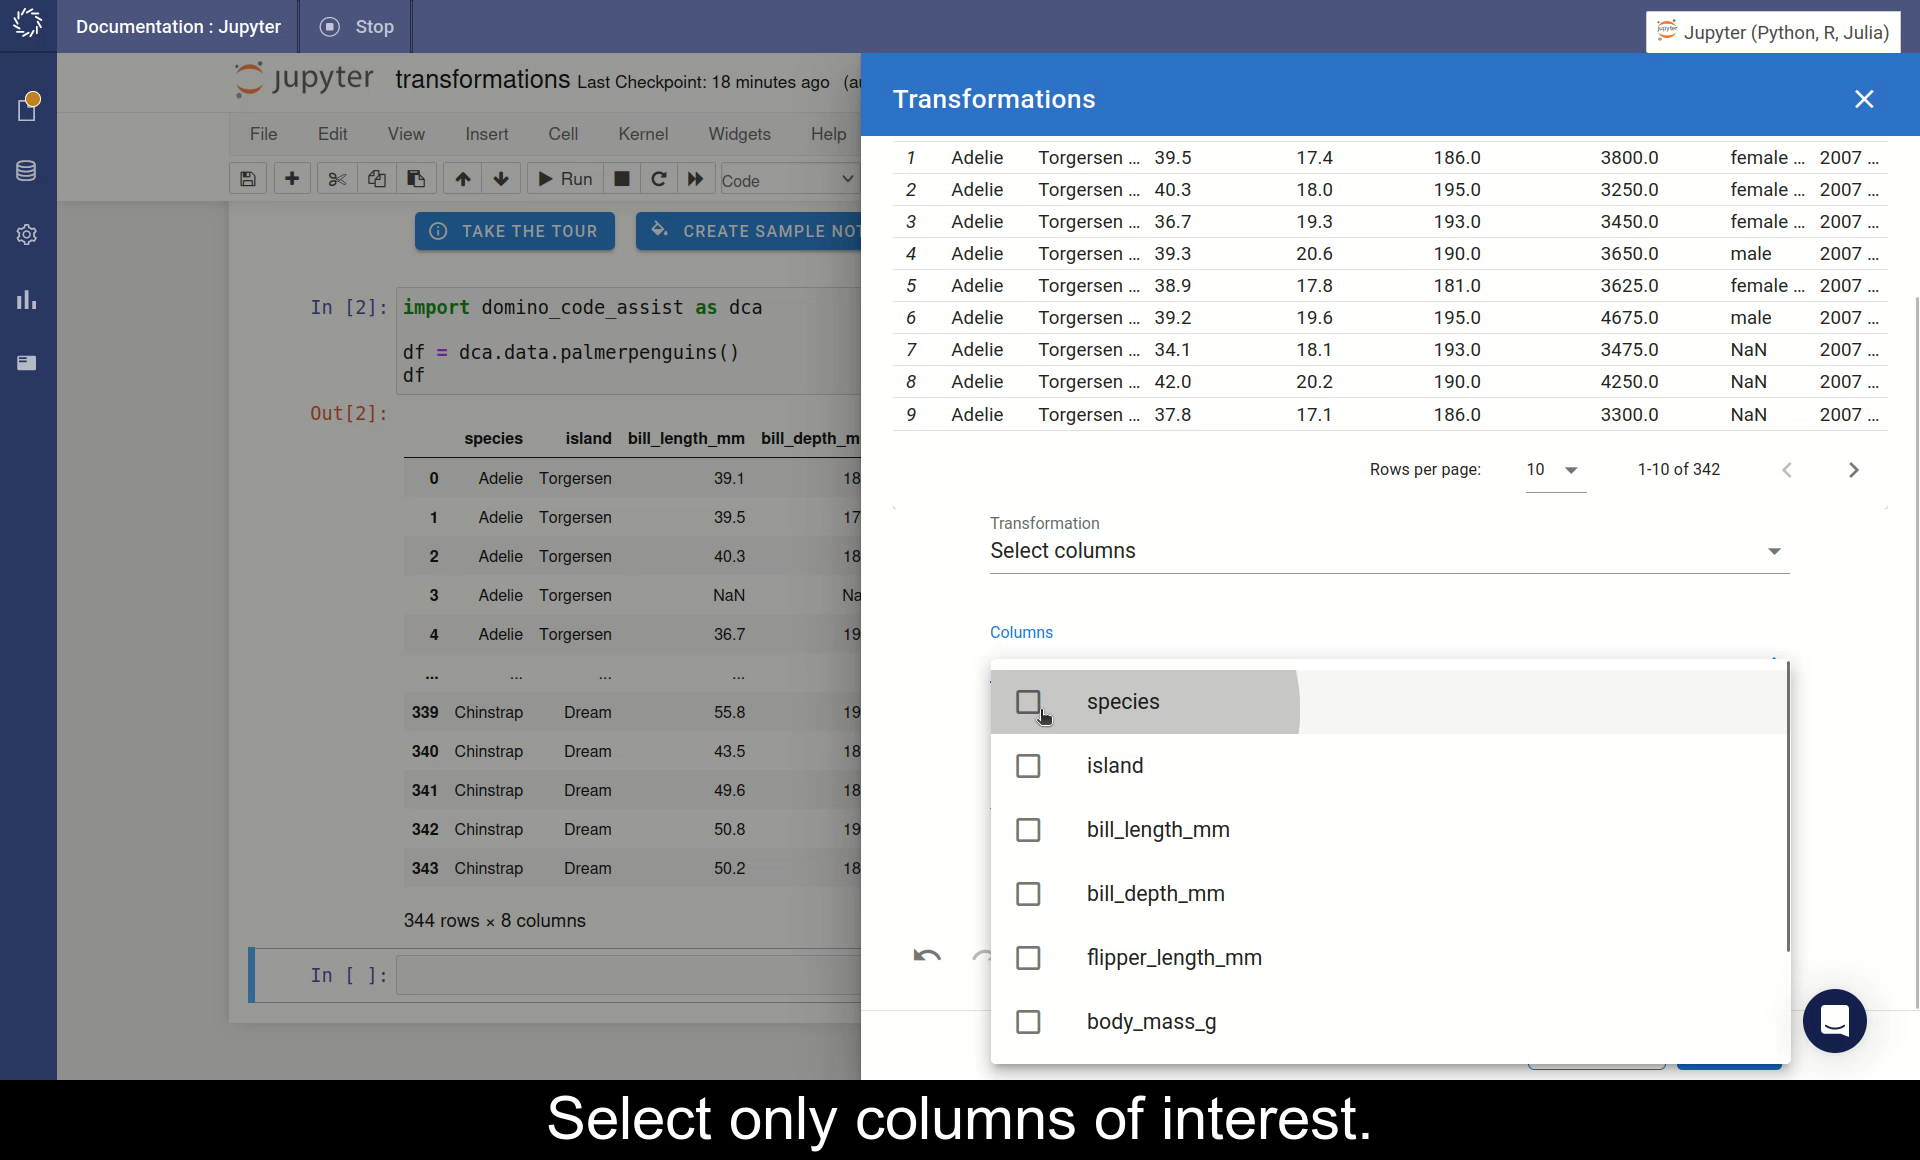 Documentation : Jupyter
Stop
Jupyter (Python, R, Julia)
jupyter transformations Last Checkpoint: 18 minutes ago (au
File Edit View Insert Cell Kernel Widgets Help
Run
Code
TAKE THE TOUR
CREATE SAMPLE NOT
In [2]:
import domino_code_assist as dca
df = dca.data.palmerpenguins()
df
Out[2]:
species island bill_length_mm bill_depth_m
0 Adelie Torgersen 39.1 18
1 Adelie Torgersen 39.5 17
2 Adelie Torgersen 40.3 18
3 Adelie Torgersen NaN Na
4 Adelie Torgersen 36.7 19
... ... ... ...
339 Chinstrap Dream 55.8 19
340 Chinstrap Dream 43.5 18
341 Chinstrap Dream 49.6 18
342 Chinstrap Dream 50.8 19
343 Chinstrap Dream 50.2 18
344 rows × 8 columns
In [ ]:
Transformations
1 Adelie Torgersen ... 39.5 17.4 186.0 3800.0 female ... 2007 ...
2 Adelie Torgersen ... 40.3 18.0 195.0 3250.0 female ... 2007 ...
3 Adelie Torgersen ... 36.7 19.3 193.0 3450.0 female ... 2007 ...
4 Adelie Torgersen ... 39.3 20.6 190.0 3650.0 male 2007 ...
5 Adelie Torgersen ... 38.9 17.8 181.0 3625.0 female ... 2007 ...
6 Adelie Torgersen ... 39.2 19.6 195.0 4675.0 male 2007 ...
7 Adelie Torgersen ... 34.1 18.1 193.0 3475.0 NaN 2007 ...
8 Adelie Torgersen ... 42.0 20.2 190.0 4250.0 NaN 2007 ...
9 Adelie Torgersen ... 37.8 17.1 186.0 3300.0 NaN 2007 ...
Rows per page: 10 1-10 of 342
Transformation
Select columns
Columns
species
island
bill_length_mm
bill_depth_mm
flipper_length_mm
body_mass_g
Select only columns of interest.